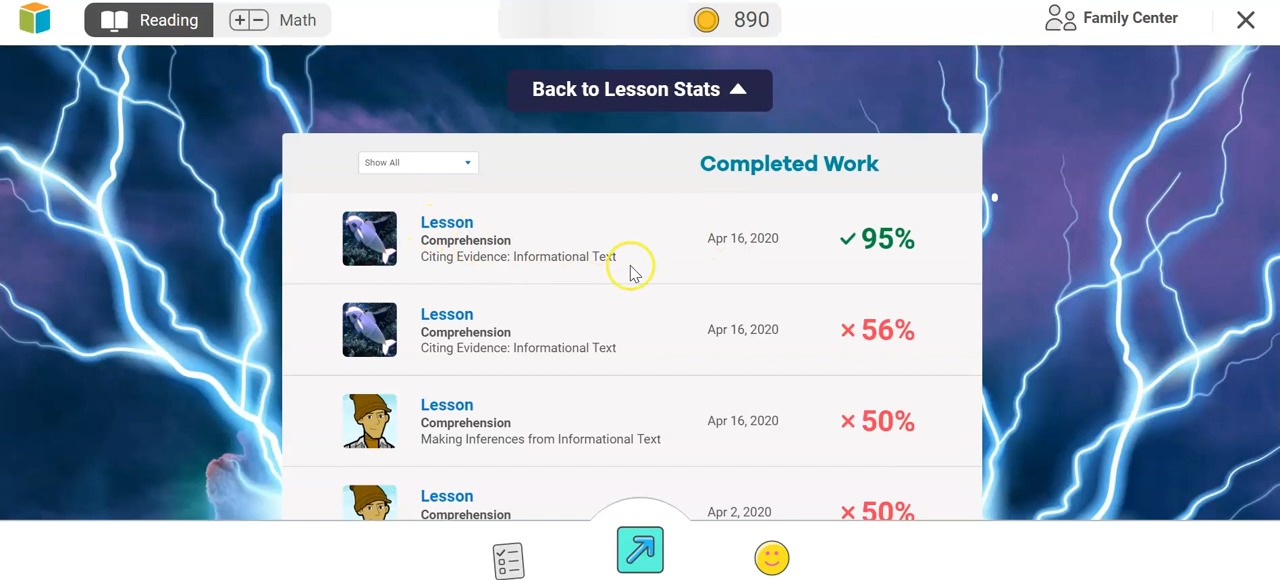 Reading
Math
890
Family Center
Back to Lesson Stats
Show All
Completed Work
Lesson
Comprehension
Citing Evidence: Informational Text
Apr 16, 2020
95%
Lesson
Comprehension
Citing Evidence: Informational Text
Apr 16, 2020
56%
Lesson
Comprehension
Making Inferences from Informational Text
Apr 16, 2020
50%
Lesson
Comprehension
Apr 2, 2020
50%